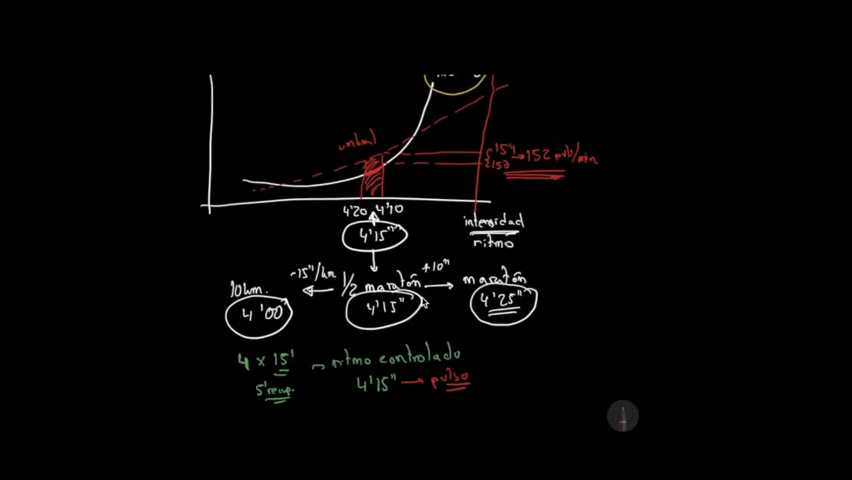 umbral
154 → 152 pulb/min.
150
4'20 4'10
4'15"
intensidad
ritmo
-15"/km +10"
10km. 1/2 maratón maratón
4'00" 4'15" 4'25"
4 x 15' → ritmo controlado
5'recup. 4'15" → pulso